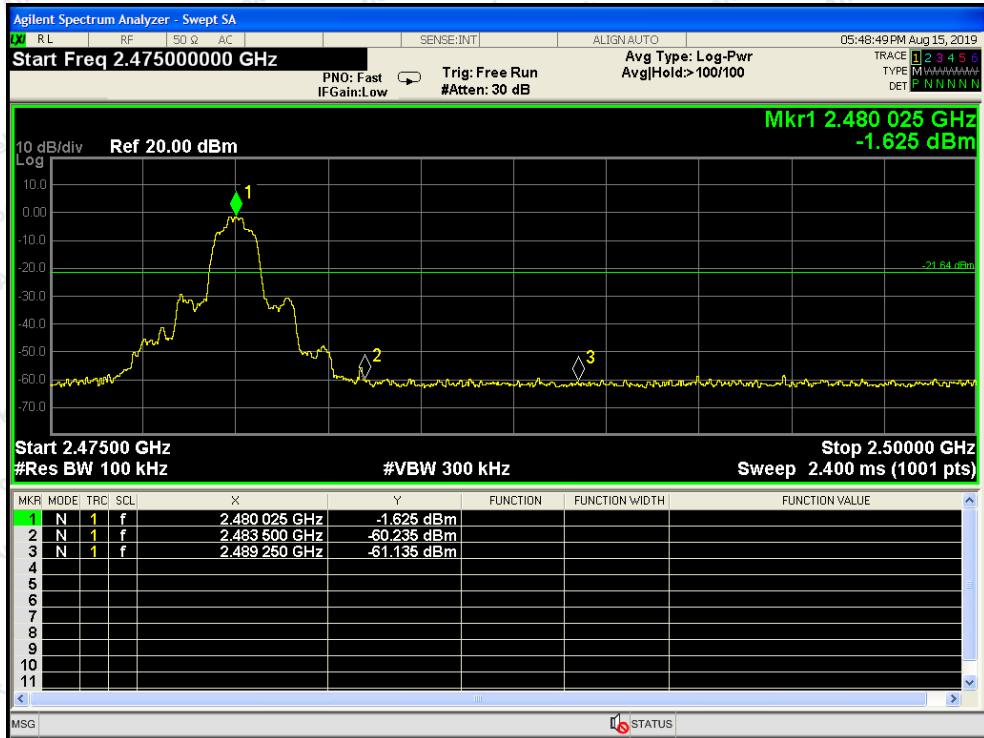 Agilent Spectrum Analyzer - Swept SA
LXI RL RF 50 Ω AC SENSE:INT ALIGN AUTO 05:48:49 PM Aug 15, 2019
Start Freq 2.475000000 GHz
PNO: Fast
IFGain:Low
Trig: Free Run
#Atten: 30 dB
Avg Type: Log-Pwr
Avg|Hold:>100/100
TRACE 1 2 3 4 5 6
TYPE M WWWWW
DET P N N N N N
Mkr1 2.480 025 GHz
-1.625 dBm
10 dB/div Ref 20.00 dBm
Log
10.0
1
0.00
-10.0
-20.0
-21.64 dBm
-30.0
-40.0
-50.0
2
3
-60.0
-70.0
Start 2.47500 GHz Stop 2.50000 GHz
#Res BW 100 kHz #VBW 300 kHz Sweep 2.400 ms (1001 pts)
MKR MODE TRC SCL X Y FUNCTION FUNCTION WIDTH FUNCTION VALUE
1 N 1 f 2.480 025 GHz -1.625 dBm
2 N 1 f 2.483 500 GHz -60.235 dBm
3 N 1 f 2.489 250 GHz -61.135 dBm
4
5
6
7
8
9
10
11
MSG STATUS